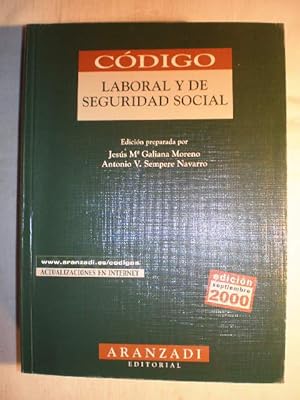 CÓDIGO
LABORAL Y DE
SEGURIDAD SOCIAL
Edición preparada por
Jesús Mª Galiana Moreno
Antonio V. Sempere Navarro
www.aranzadi.es/codigos
ACTUALIZACIONES EN INTERNET
edición
septiembre
2000
ARANZADI
EDITORIAL